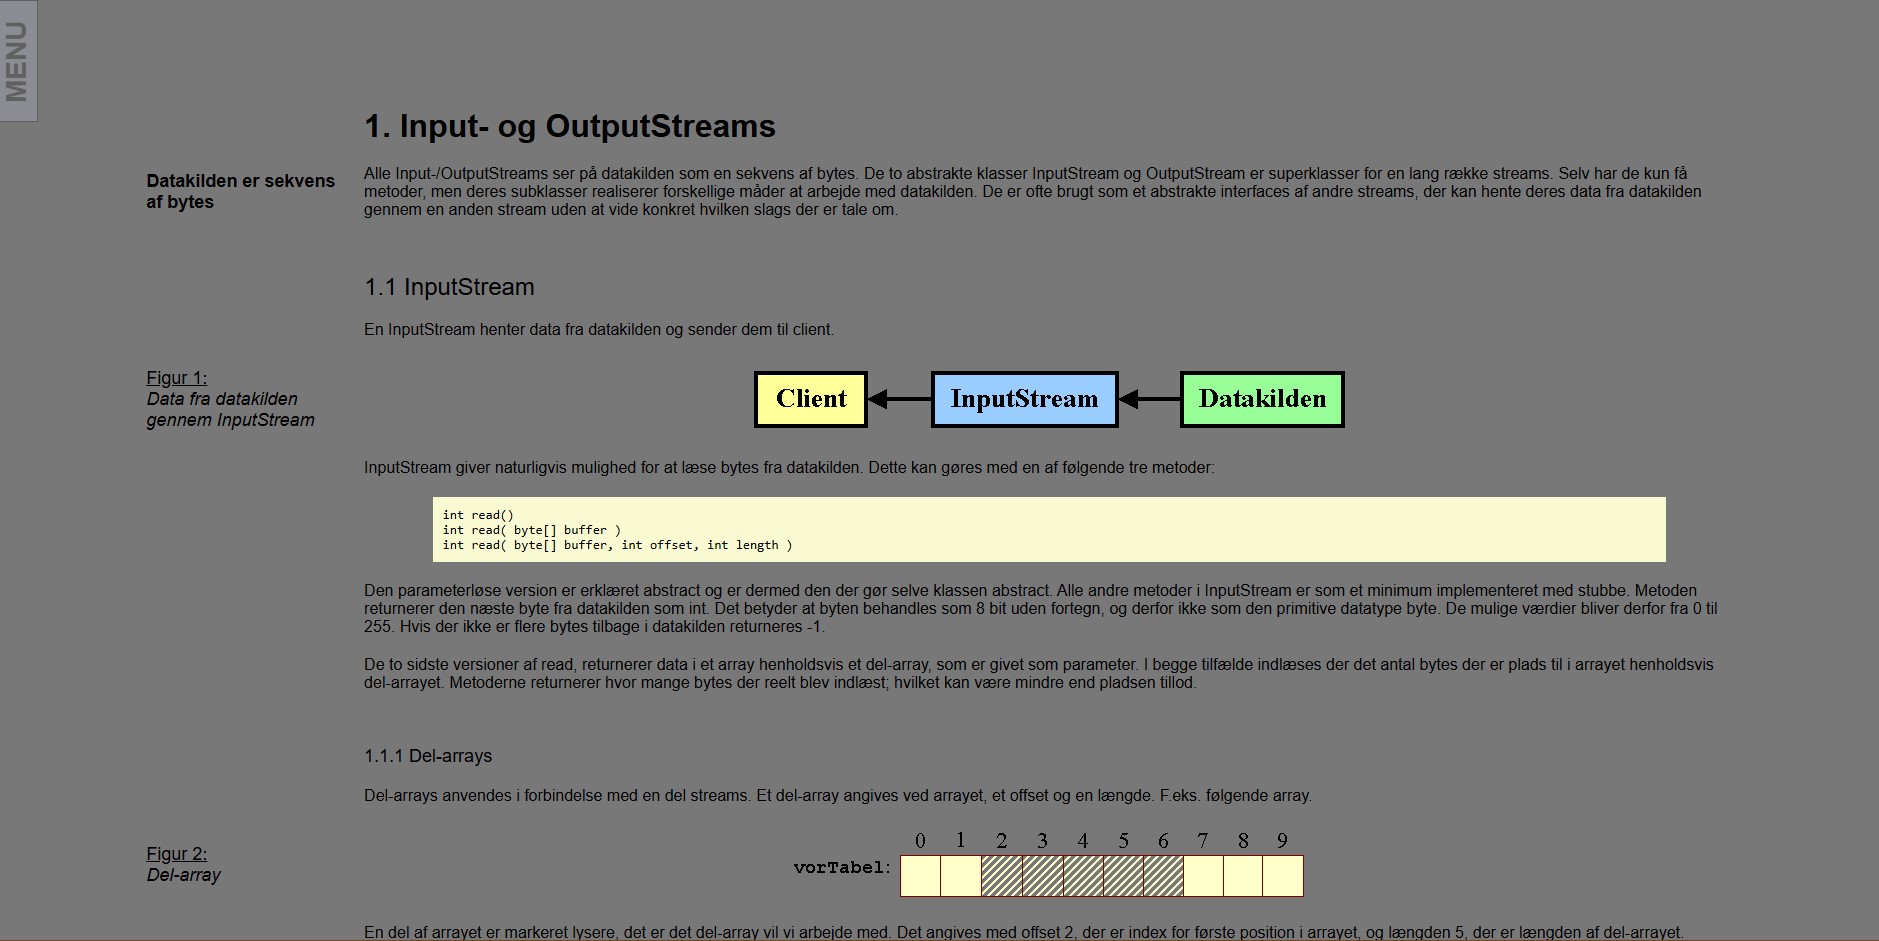 MENU
1. Input- og OutputStreams
Datakilden er sekvens
af bytes
Alle Input-/OutputStreams ser på datakilden som en sekvens af bytes. De to abstrakte klasser InputStream og OutputStream er superklasser for en lang række streams. Selv har de kun få
metoder, men deres subklasser realiserer forskellige måder at arbejde med datakilden. De er ofte brugt som et abstrakte interfaces af andre streams, der kan hente deres data fra datakilden
gennem en anden stream uden at vide konkret hvilken slags der er tale om.
1.1 InputStream
En InputStream henter data fra datakilden og sender dem til client.
Figur 1:
Data fra datakilden
gennem InputStream
Client InputStream Datakilden
InputStream giver naturligvis mulighed for at læse bytes fra datakilden. Dette kan gøres med en af følgende tre metoder:
int read()
int read( byte[] buffer )
int read( byte[] buffer, int offset, int length )
Den parameterløse version er erklæret abstract og er dermed den der gør selve klassen abstract. Alle andre metoder i InputStream er som et minimum implementeret med stubbe. Metoden
returnerer den næste byte fra datakilden som int. Det betyder at byten behandles som 8 bit uden fortegn, og derfor ikke som den primitive datatype byte. De mulige værdier bliver derfor fra 0 til
255. Hvis der ikke er flere bytes tilbage i datakilden returneres -1.
De to sidste versioner af read, returnerer data i et array henholdsvis et del-array, som er givet som parameter. I begge tilfælde indlæses der det antal bytes der er plads til i arrayet henholdsvis
del-arrayet. Metoderne returnerer hvor mange bytes der reelt blev indlæst; hvilket kan være mindre end pladsen tillod.
1.1.1 Del-arrays
Del-arrays anvendes i forbindelse med en del streams. Et del-array angives ved arrayet, et offset og en længde. F.eks. følgende array.
Figur 2:
Del-array
0 1 2 3 4 5 6 7 8 9
vorTabel:
En del af arrayet er markeret lysere, det er det del-array vil vi arbejde med. Det angives med offset 2, der er index for første position i arrayet, og længden 5, der er længden af del-arrayet.